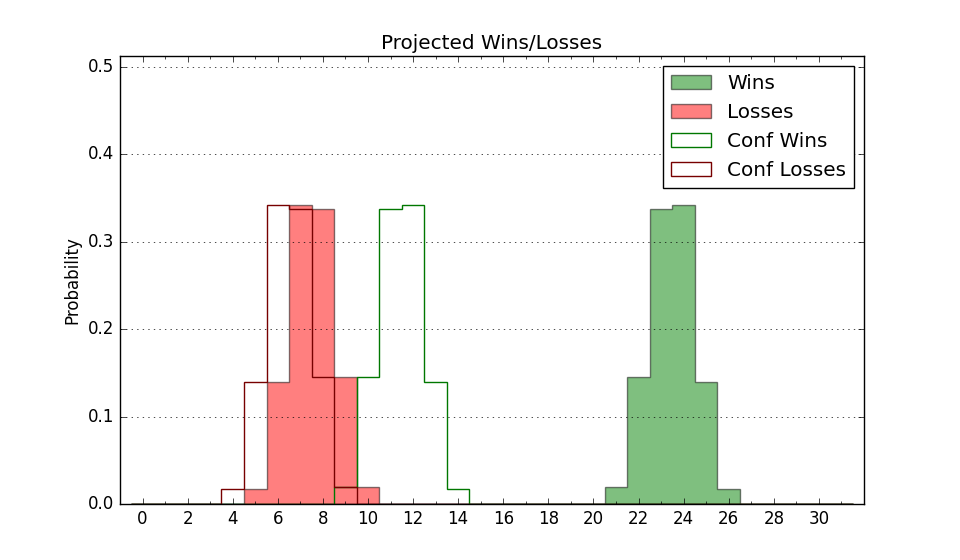 Projected Wins/Losses
Wins
Losses
Conf Wins
Conf Losses
Probability
0.5
0.4
0.3
0.2
0.1
0.0
0 2 4 6 8 10 12 14 16 18 20 22 24 26 28 30